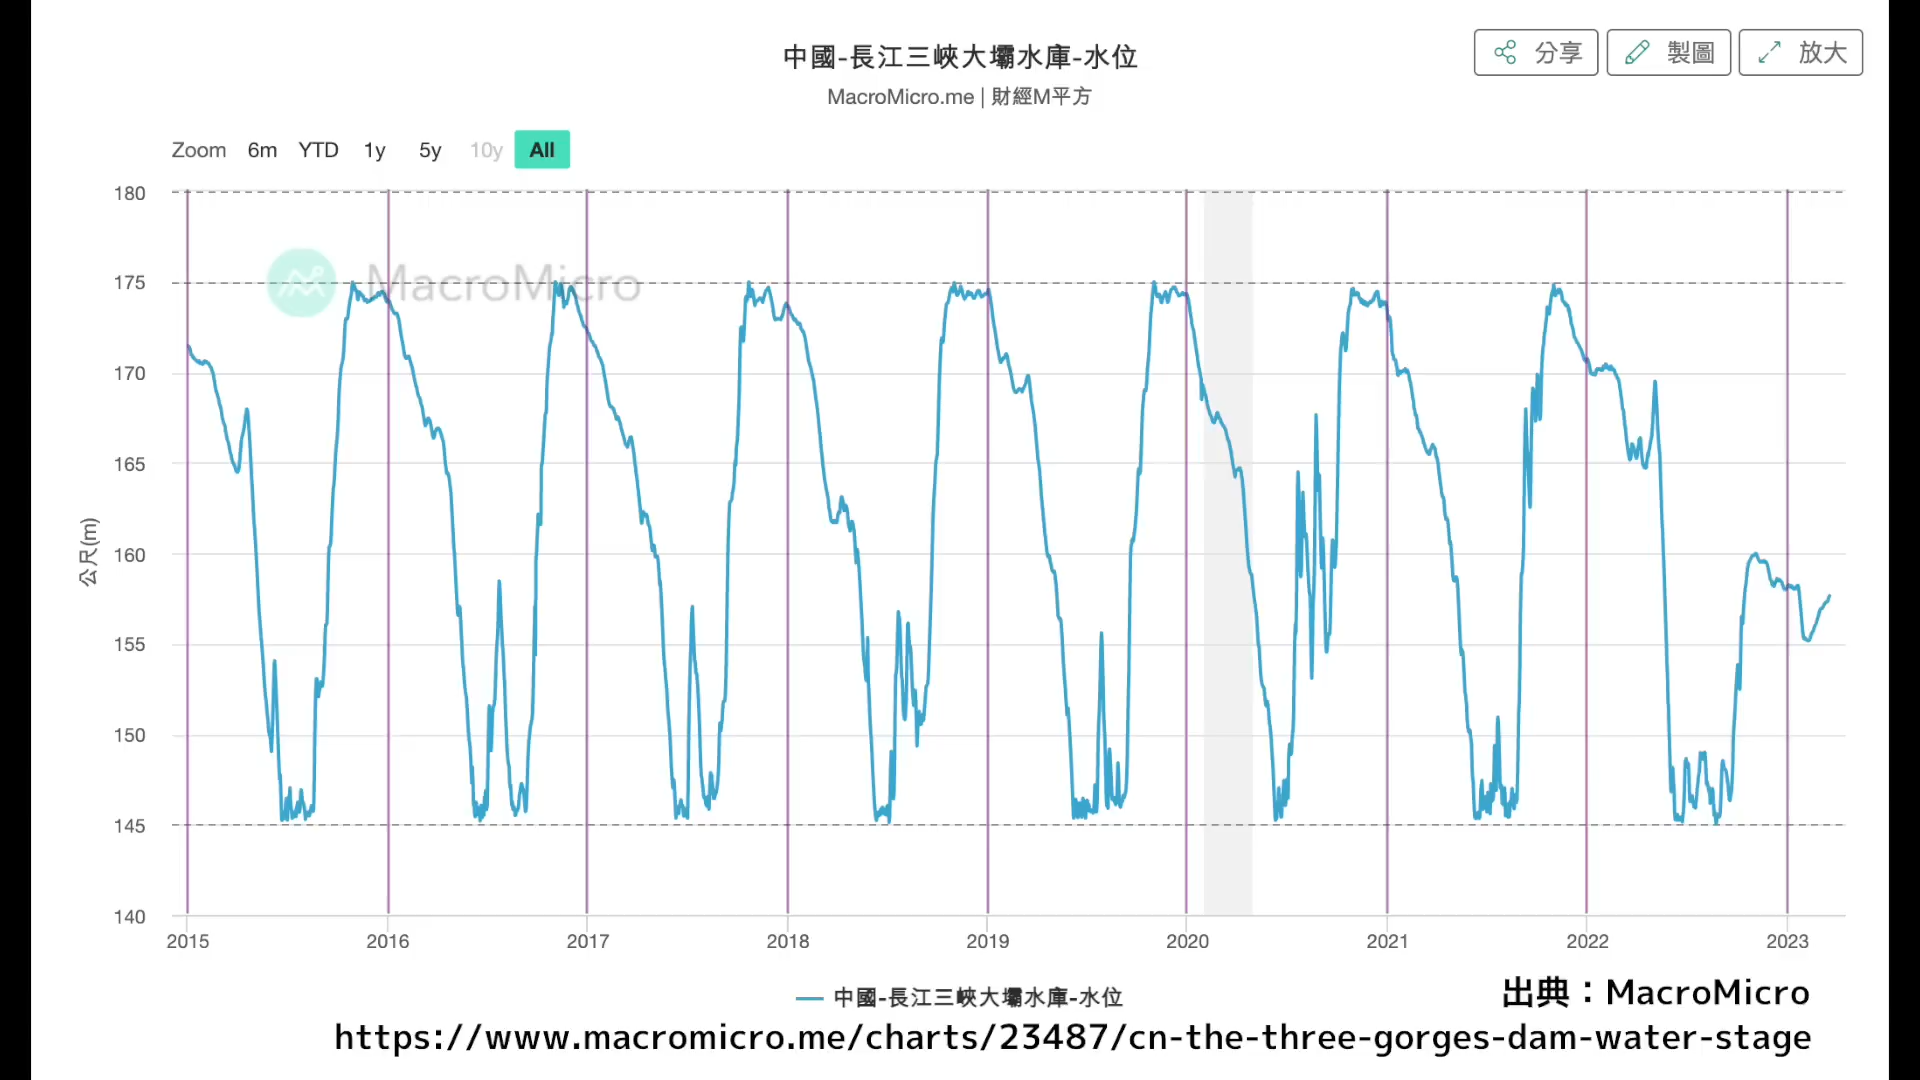 中國-長江三峽大壩水庫-水位
MacroMicro.me | 財經M平方
分享 製圖 放大
Zoom 6m YTD 1y 5y 10y All
MacroMicro
公尺(m)
180
175
170
165
160
155
150
145
140
2015 2016 2017 2018 2019 2020 2021 2022 2023
中國-長江三峽大壩水庫-水位
出典：MacroMicro
https://www.macromicro.me/charts/23487/cn-the-three-gorges-dam-water-stage